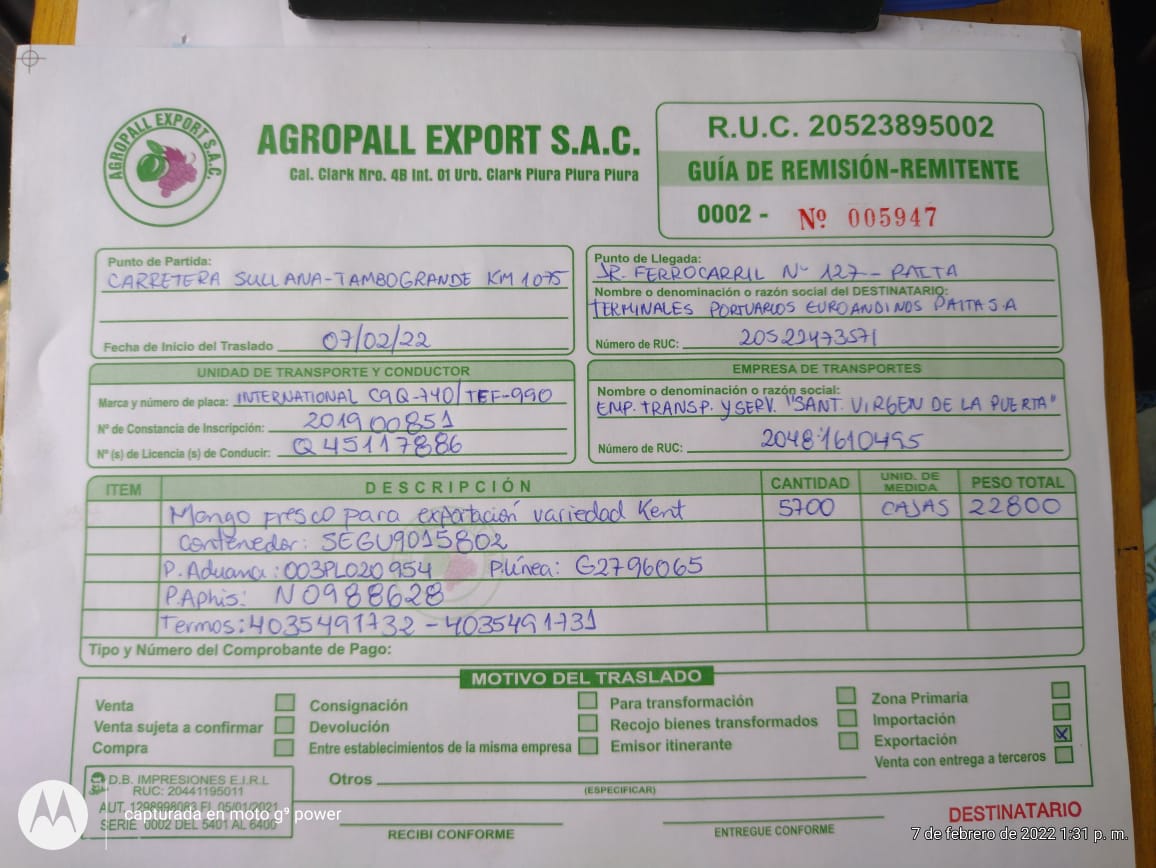 AGROPALL EXPORT S.A.C.
AGROPALL EXPORT S.A.C.
Cal. Clark Nro. 4B Int. 01 Urb. Clark Piura Piura Piura
R.U.C. 20523895002
GUÍA DE REMISIÓN-REMITENTE
0002 - Nº 005947
Punto de Partida:
CARRETERA SULLANA-TAMBOGRANDE KM 1075
Fecha de Inicio del Traslado 07/02/22
Punto de Llegada:
JR. FERROCARRIL Nº 127 - PAITA
Nombre o denominación o razón social del DESTINATARIO:
TERMINALES PORTUARIOS EUROANDINOS PAITA S.A
Número de RUC: 20522473571
UNIDAD DE TRANSPORTE Y CONDUCTOR
Marca y número de placa: INTERNATIONAL C9Q-740/TEF-990
Nº de Constancia de Inscripción: 201900851
Nº (s) de Licencia (s) de Conducir: Q45117886
EMPRESA DE TRANSPORTES
Nombre o denominación o razón social:
EMP. TRANSP. Y SERV. "SANT. VIRGEN DE LA PUERTA"
Número de RUC: 20481610495
ITEM DESCRIPCIÓN CANTIDAD UNID. DE MEDIDA PESO TOTAL
Mango fresco para exportación variedad Kent 5700 CAJAS 22800
Contenedor: SEGU9015802
P. Aduana: 003PL020954 P.línea: G2796065
P.Aphis: N0988628
Termos: 4035491732 - 4035491731
Tipo y Número del Comprobante de Pago:
MOTIVO DEL TRASLADO
Venta
Venta sujeta a confirmar
Compra
Consignación
Devolución
Entre establecimientos de la misma empresa
Para transformación
Recojo bienes transformados
Emisor itinerante
Zona Primaria
Importación
Exportación X
Venta con entrega a terceros
Otros
(ESPECIFICAR)
D.B. IMPRESIONES E.I.R.L
RUC: 20441195011
AUT. 1298998083 EL 05/01/2021
SERIE 0002 DEL 5401 AL 6400
RECIBI CONFORME
ENTREGUE CONFORME
DESTINATARIO
capturada en moto g⁹ power
7 de febrero de 2022 1:31 p. m.